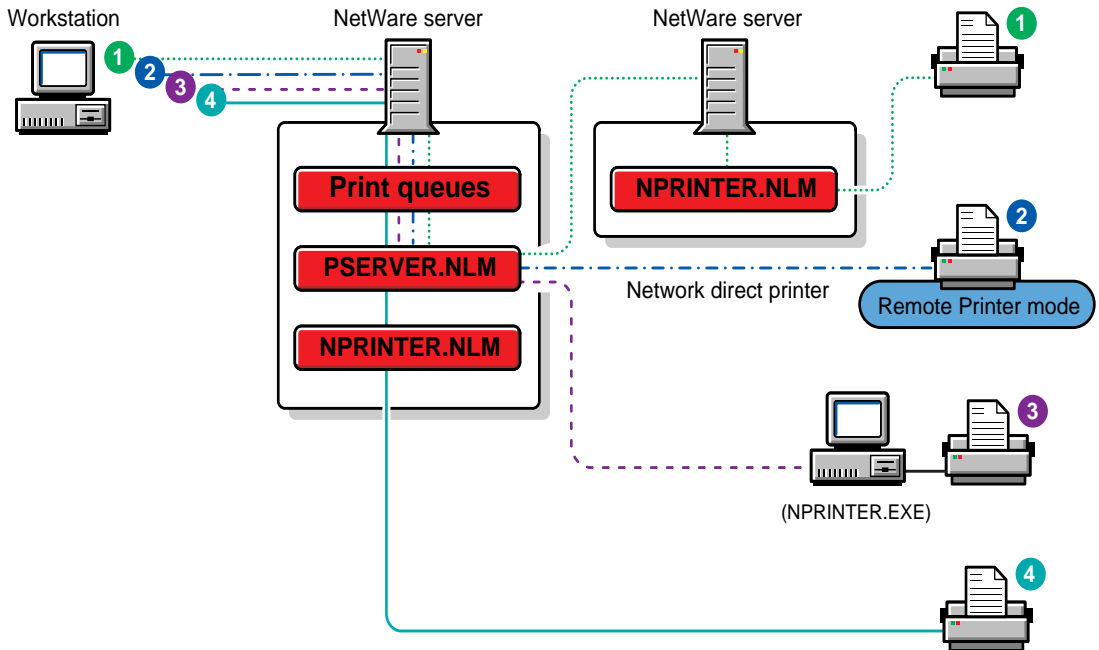 Workstation
NetWare server
NetWare server
1
2
3
4
1
Print queues
NPRINTER.NLM
2
PSERVER.NLM
Network direct printer
Remote Printer mode
NPRINTER.NLM
3
(NPRINTER.EXE)
4